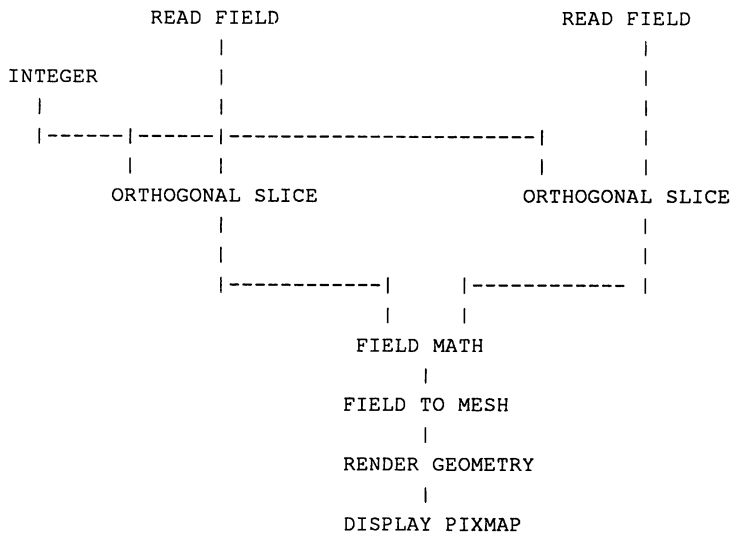 READ FIELD READ FIELD
INTEGER
ORTHOGONAL SLICE ORTHOGONAL SLICE
FIELD MATH
FIELD TO MESH
RENDER GEOMETRY
DISPLAY PIXMAP